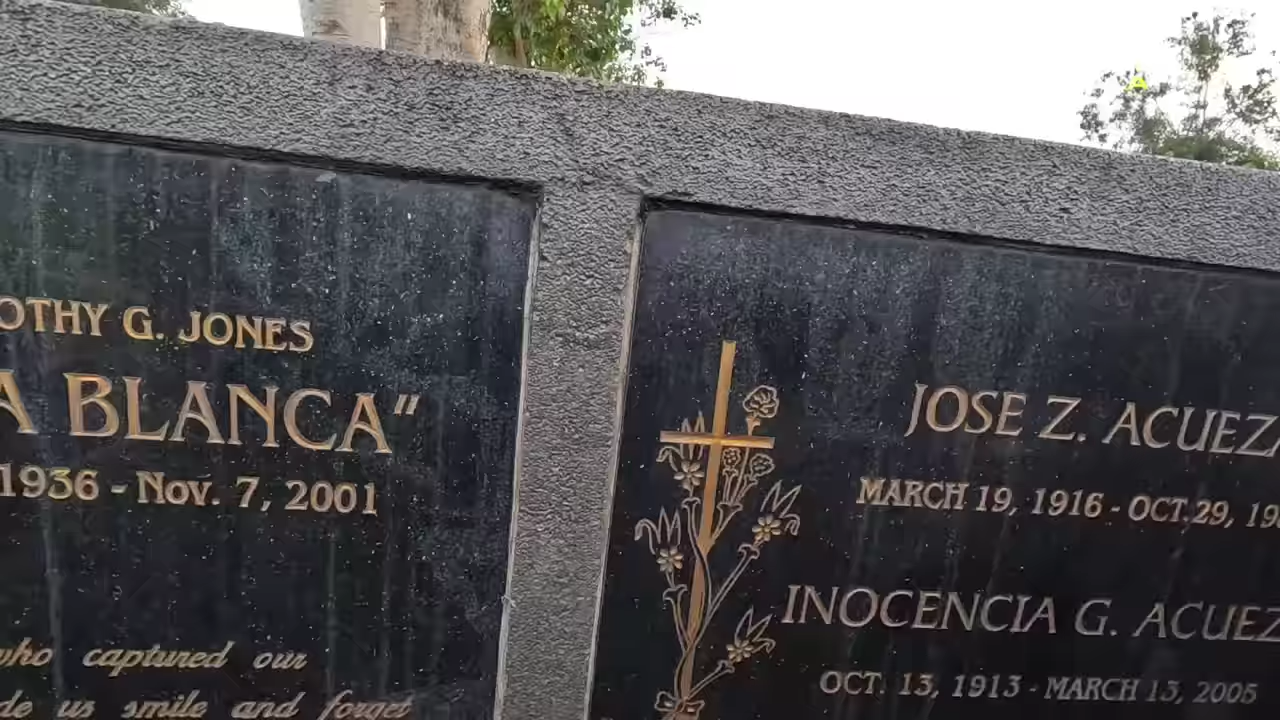 OTHY G. JONES
A BLANCA"
1936 - Nov. 7, 2001
who captured our
de us smile and forget
JOSE Z. ACUEZ
MARCH 19, 1916 - OCT. 29, 19
INOCENCIA G. ACUEZ
OCT. 13, 1913 - MARCH 13, 2005